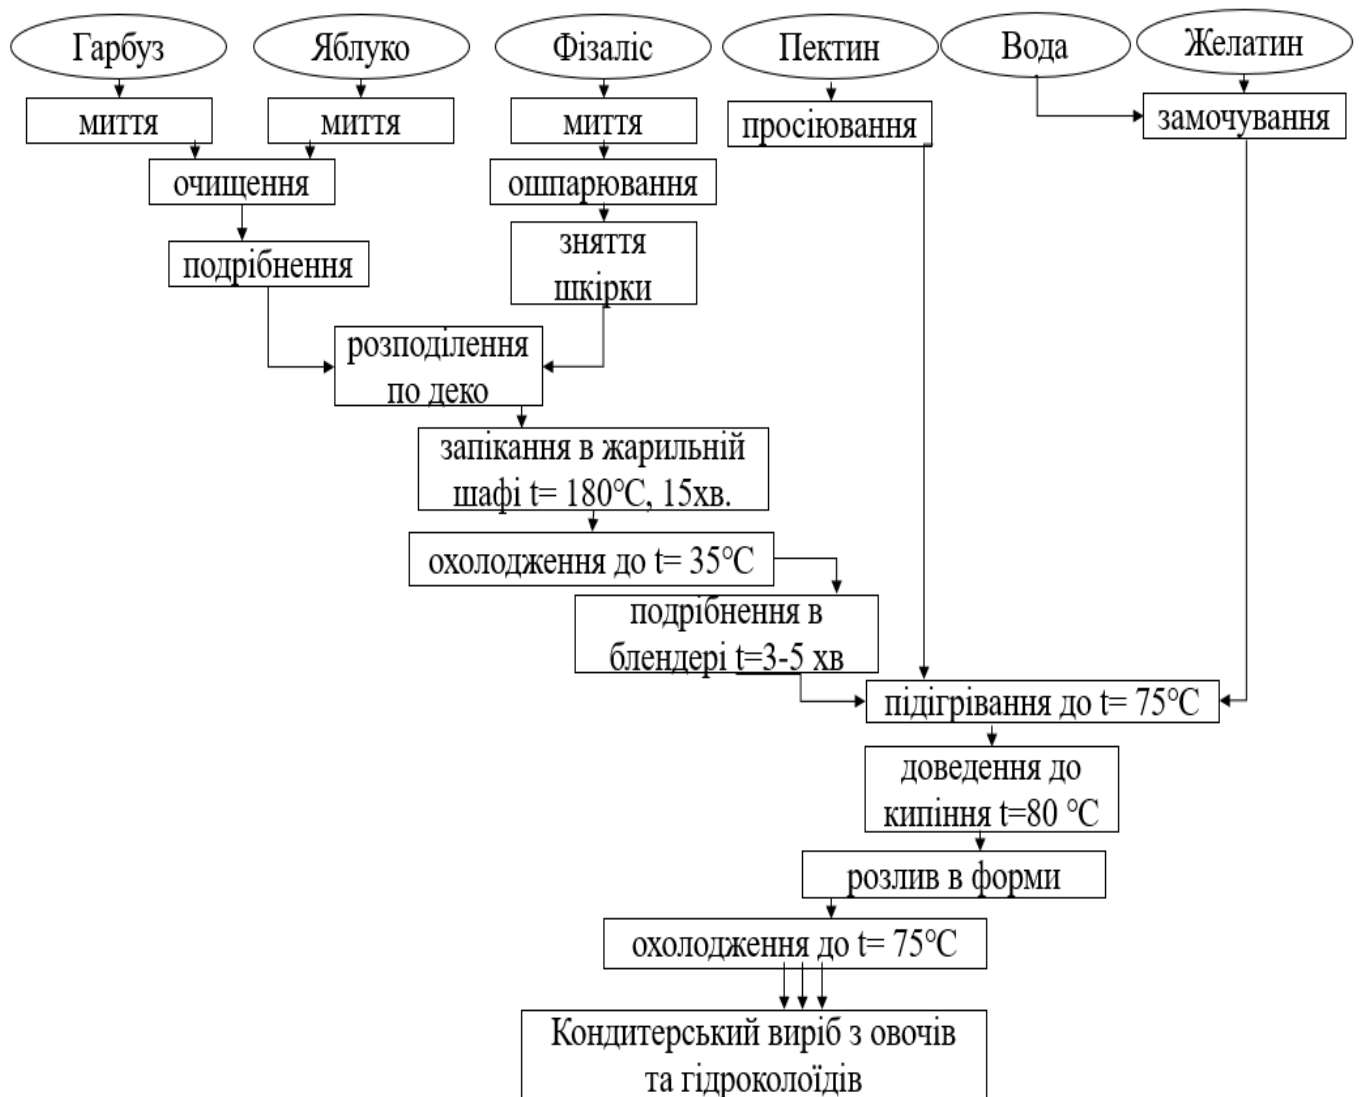 Гарбуз
Яблуко
Фізаліс
Пектин
Вода
Желатин
миття
миття
миття
просіювання
замочування
очищення
ошпарювання
подрібнення
зняття
шкірки
розподілення
по деко
запікання в жарильній
шафі t= 180°C, 15хв.
охолодження до t= 35°C
подрібнення в
блендері t=3-5 хв
підігрівання до t= 75°C
доведення до
кипіння t=80 °C
розлив в форми
охолодження до t= 75°C
Кондитерський виріб з овочів
та гідроколоїдів